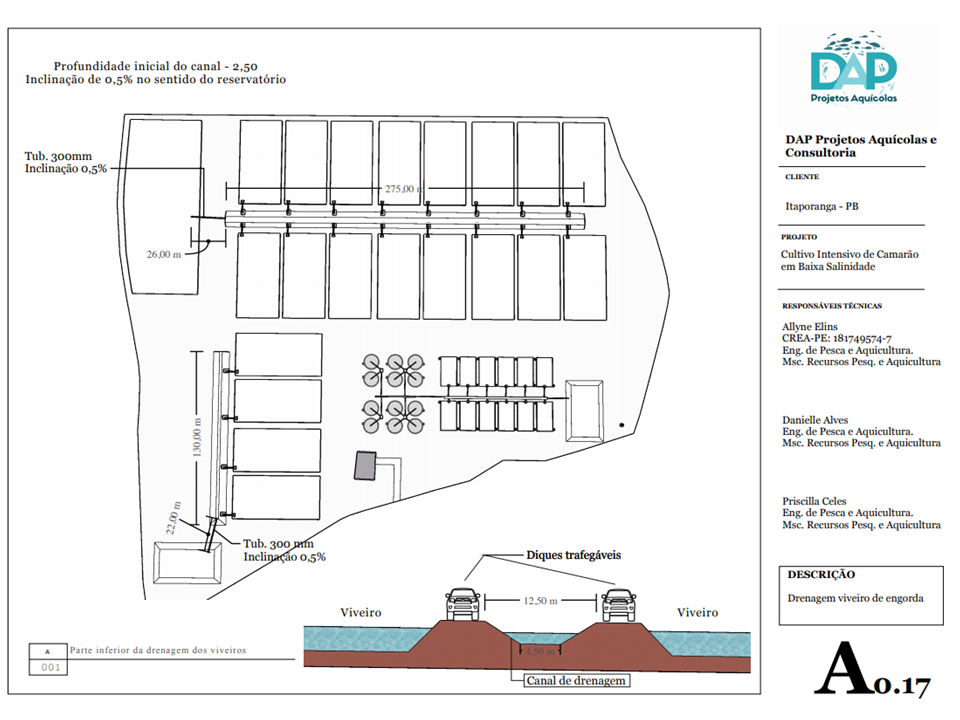 Profundidade inicial do canal - 2,50
Inclinação de 0,5% no sentido do reservatório
Tub. 300mm
Inclinação 0,5%
275,00 m
26,00 m
130,00 m
22,00 m
Tub. 300 mm
Inclinação 0,5%
Diques trafegáveis
12,50 m
Viveiro
Viveiro
4,50 m
Canal de drenagem
A
Parte inferior da drenagem dos viveiros
001
DAP
Projetos Aquícolas
DAP Projetos Aquícolas e
Consultoria
CLIENTE
Itaporanga - PB
PROJETO
Cultivo Intensivo de Camarão
em Baixa Salinidade
RESPONSÁVEIS TÉCNICAS
Allyne Elins
CREA-PE: 181749574-7
Eng. de Pesca e Aquicultura.
Msc. Recursos Pesq. e Aquicultura
Danielle Alves
Eng. de Pesca e Aquicultura.
Msc. Recursos Pesq. e Aquicultura
Priscilla Celes
Eng. de Pesca e Aquicultura.
Msc. Recursos Pesq. e Aquicultura
DESCRIÇÃO
Drenagem viveiro de engorda
A0.17